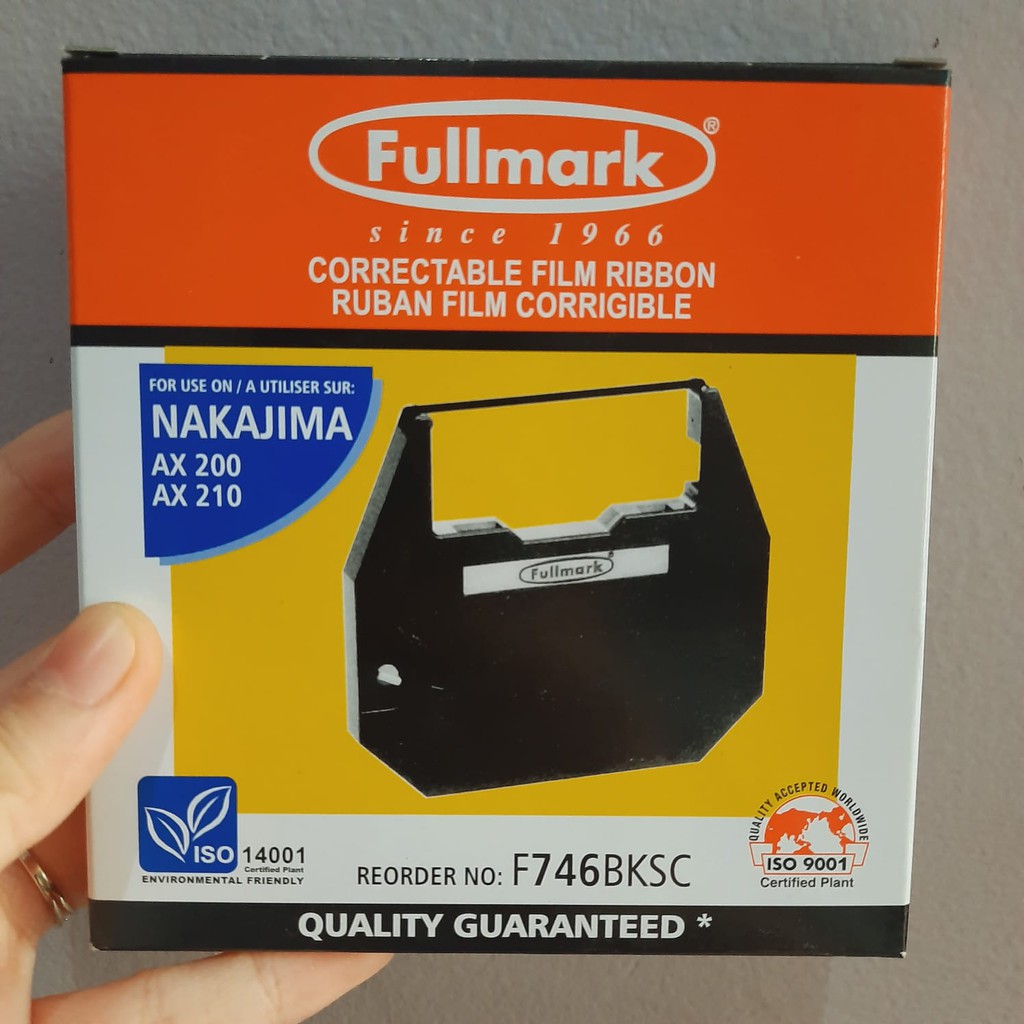 Fullmark®
since 1966
CORRECTABLE FILM RIBBON
RUBAN FILM CORRIGIBLE
FOR USE ON / A UTILISER SUR:
NAKAJIMA
AX 200
AX 210
Fullmark®
ISO 14001
Certified Plant
ENVIRONMENTAL FRIENDLY
REORDER NO: F746BKSC
QUALITY ACCEPTED WORLDWIDE
ISO 9001
Certified Plant
QUALITY GUARANTEED *